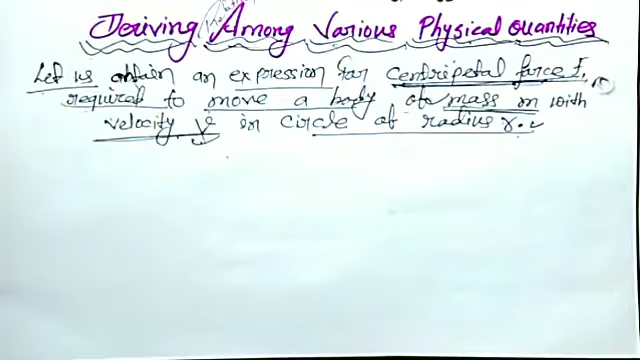 Deriving Among Various Physical Quantities
Let us obtain an expression for centripetal force F,
required to move a body of mass m with
velocity v in circle of radius r.